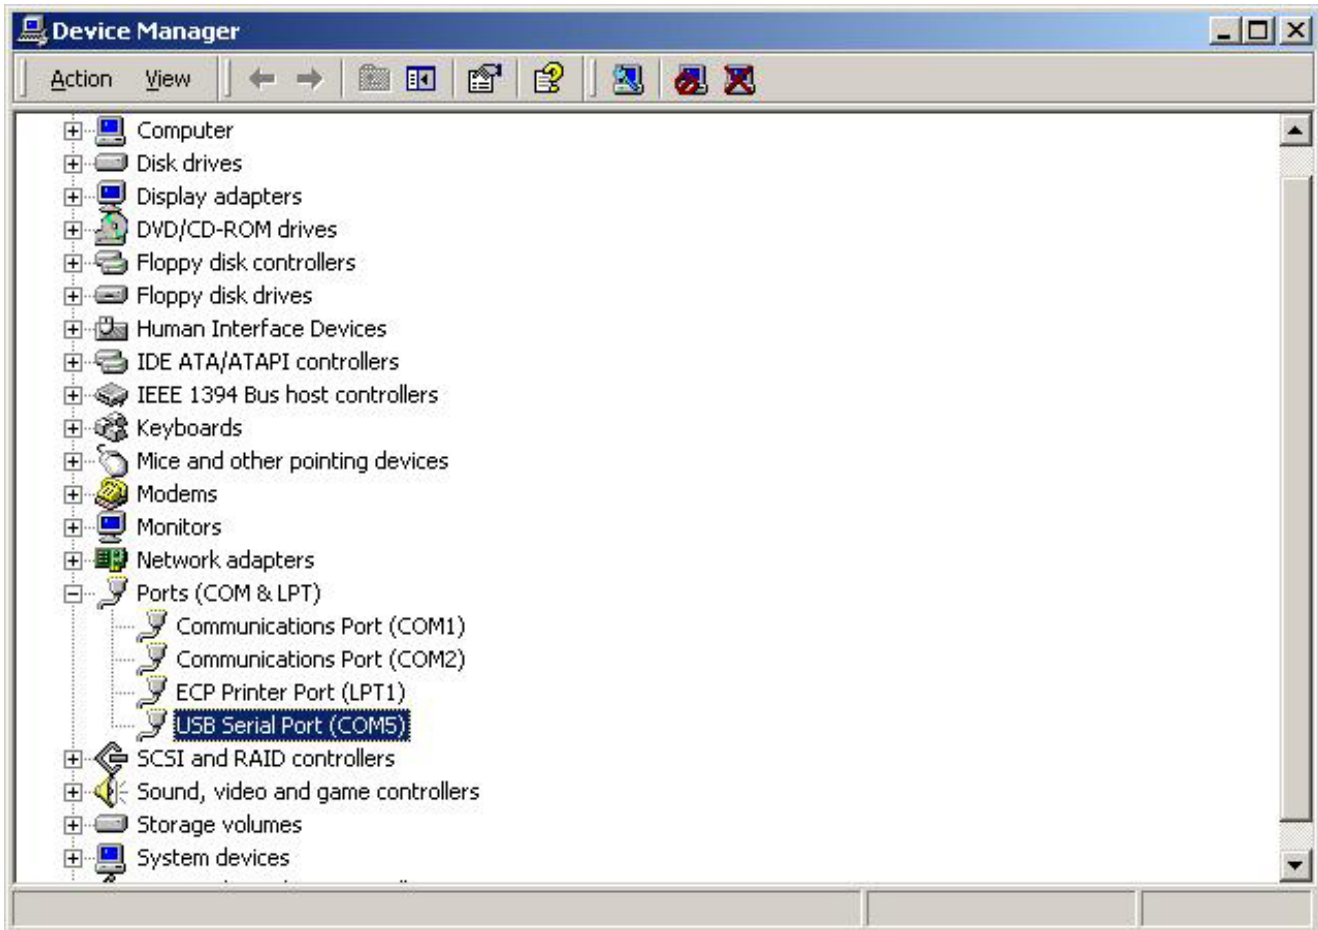 Device Manager
Action View
Computer
Disk drives
Display adapters
DVD/CD-ROM drives
Floppy disk controllers
Floppy disk drives
Human Interface Devices
IDE ATA/ATAPI controllers
IEEE 1394 Bus host controllers
Keyboards
Mice and other pointing devices
Modems
Monitors
Network adapters
Ports (COM & LPT)
Communications Port (COM1)
Communications Port (COM2)
ECP Printer Port (LPT1)
USB Serial Port (COM5)
SCSI and RAID controllers
Sound, video and game controllers
Storage volumes
System devices